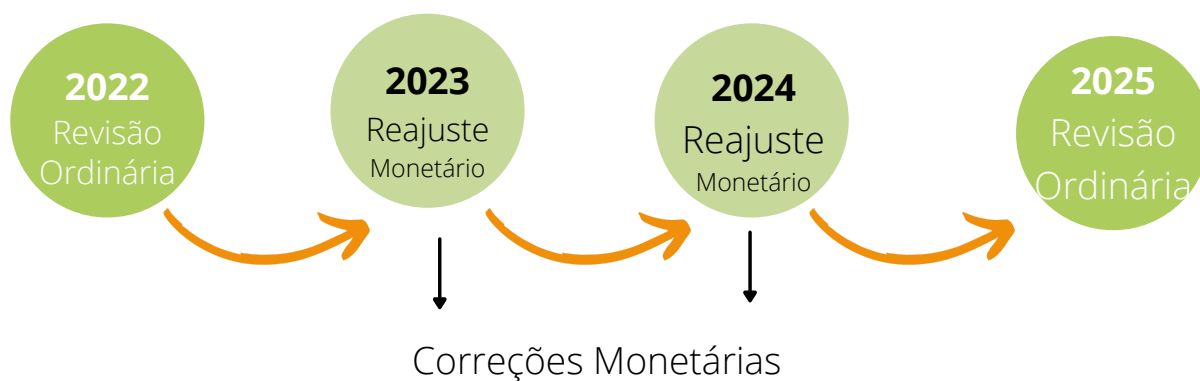 2022
Revisão
Ordinária
2023
Reajuste
Monetário
2024
Reajuste
Monetário
2025
Revisão
Ordinária
Correções Monetárias